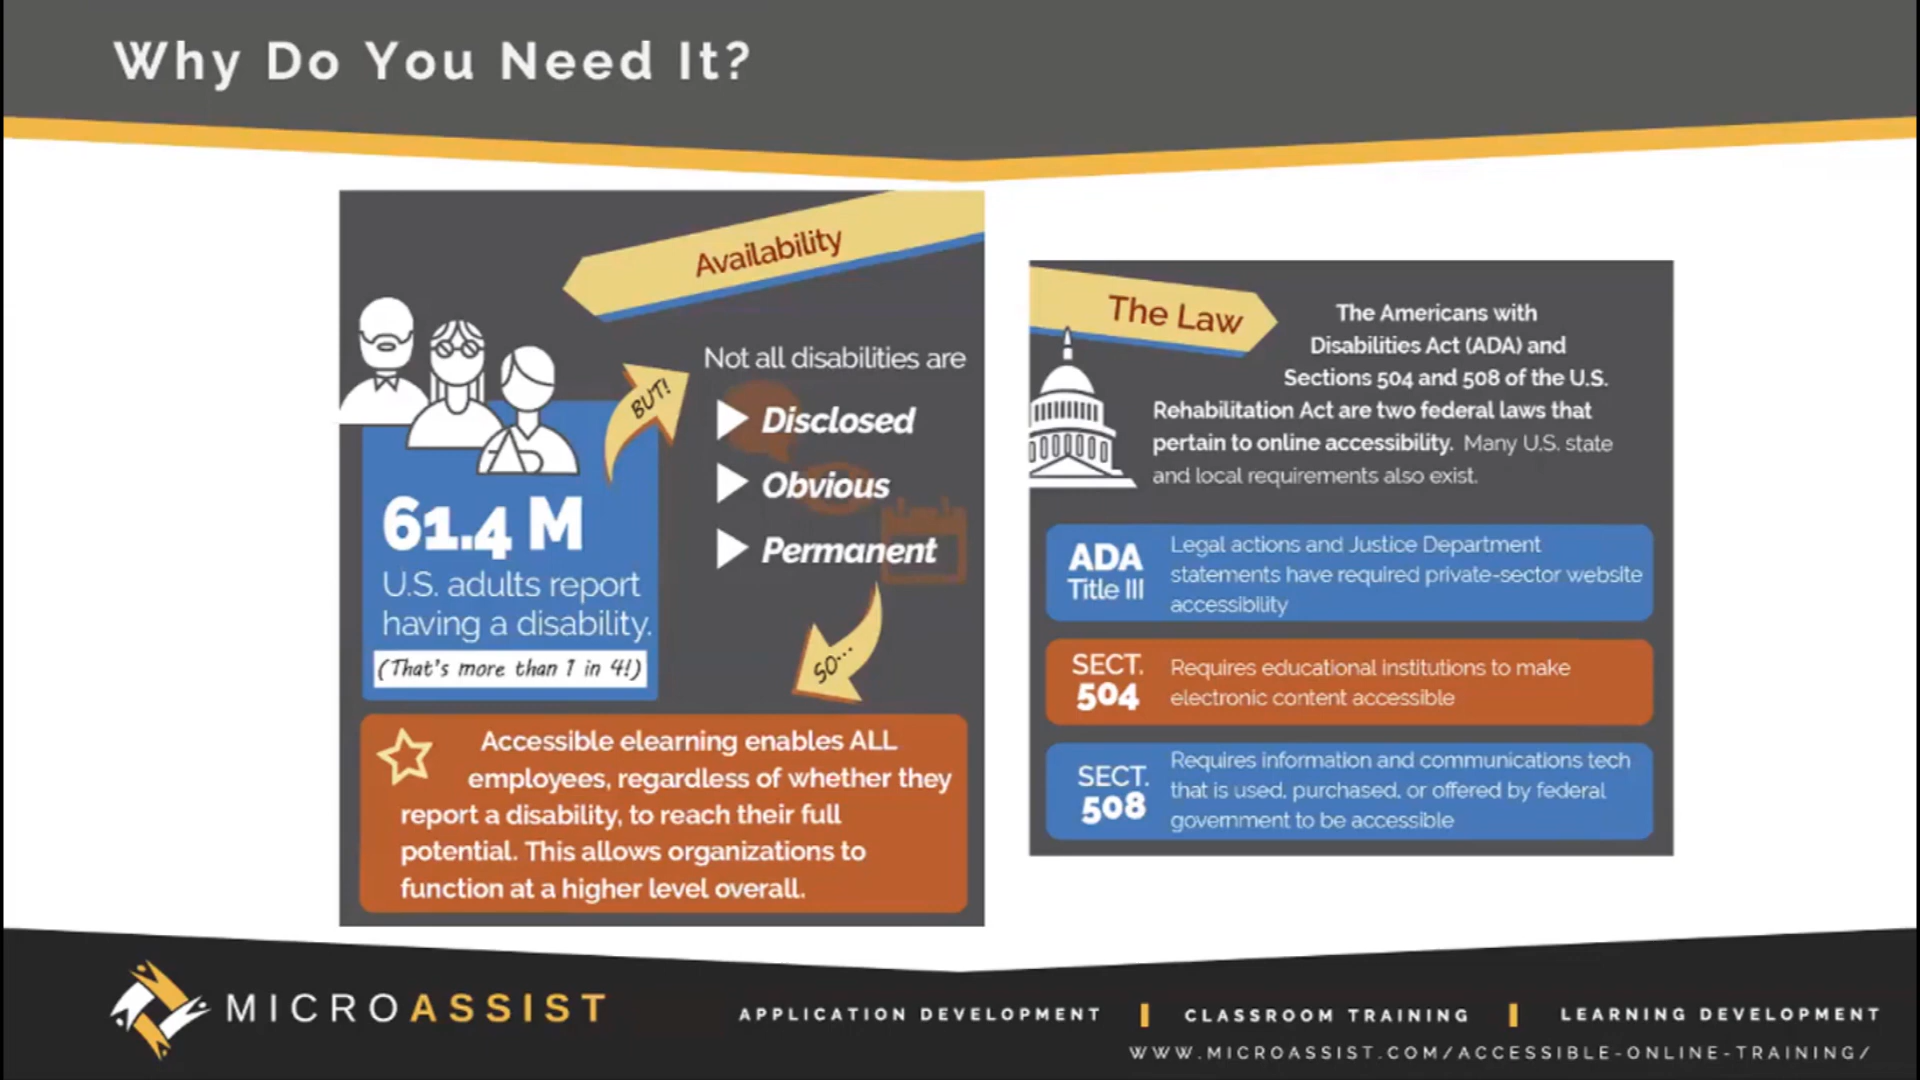 Why Do You Need It?
Availability
61.4 M
U.S. adults report
having a disability.
(That's more than 1 in 4!)
BUT!
Not all disabilities are
Disclosed
Obvious
Permanent
SO...
Accessible elearning enables ALL
employees, regardless of whether they
report a disability, to reach their full
potential. This allows organizations to
function at a higher level overall.
The Law
The Americans with
Disabilities Act (ADA) and
Sections 504 and 508 of the U.S.
Rehabilitation Act are two federal laws that
pertain to online accessibility. Many U.S. state
and local requirements also exist.
ADA
Title III
Legal actions and Justice Department
statements have required private-sector website
accessibility
SECT.
504
Requires educational institutions to make
electronic content accessible
SECT.
508
Requires information and communications tech
that is used, purchased, or offered by federal
government to be accessible
MICROASSIST
APPLICATION DEVELOPMENT
CLASSROOM TRAINING
LEARNING DEVELOPMENT
WWW.MICROASSIST.COM/ACCESSIBLE-ONLINE-TRAINING/